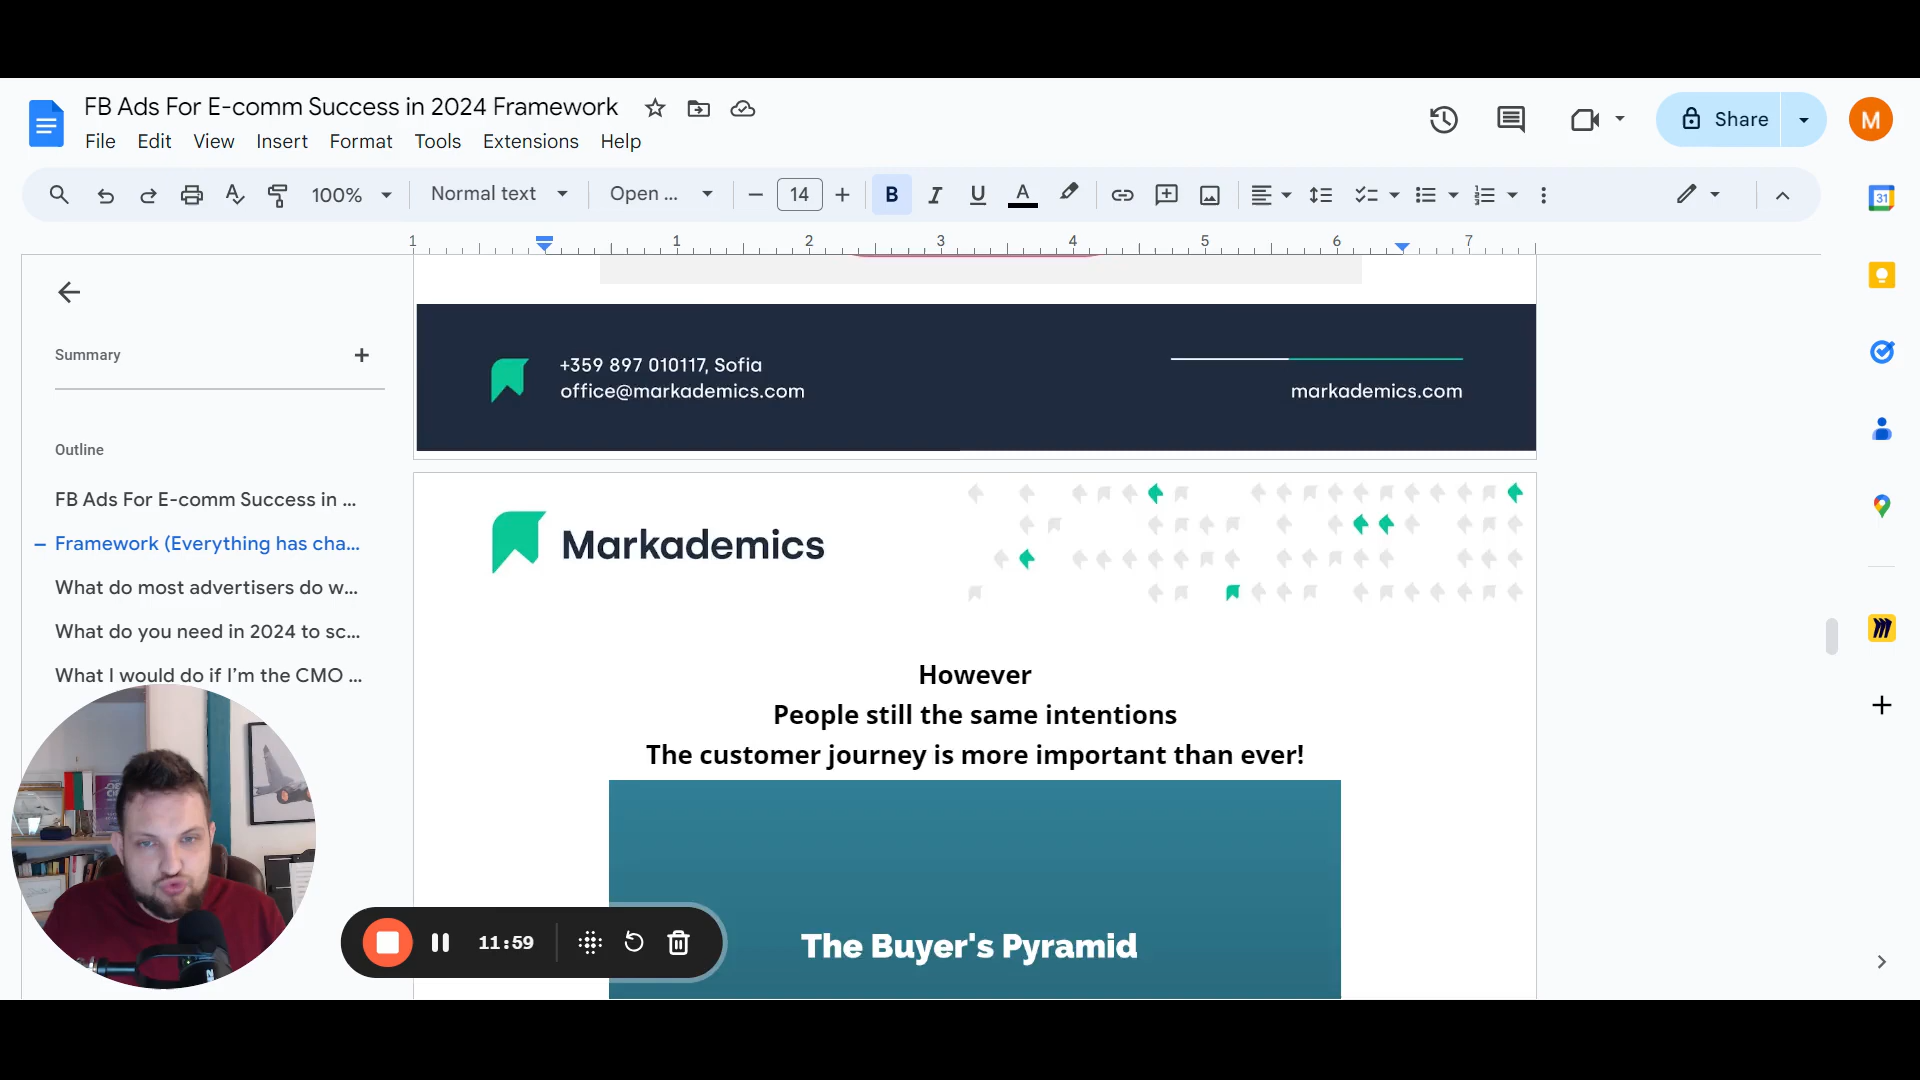 FB Ads For E-comm Success in 2024 Framework
File Edit View Insert Format Tools Extensions Help
Share
M
100% Normal text Open ... 14 B I U A
31
1 1 2 3 4 5 6 7
Summary
Outline
FB Ads For E-comm Success in ...
Framework (Everything has cha...
What do most advertisers do w...
What do you need in 2024 to sc...
What I would do if I'm the CMO ...
+359 897 010117, Sofia
office@markademics.com
markademics.com
Markademics
However
People still the same intentions
The customer journey is more important than ever!
The Buyer's Pyramid
11:59